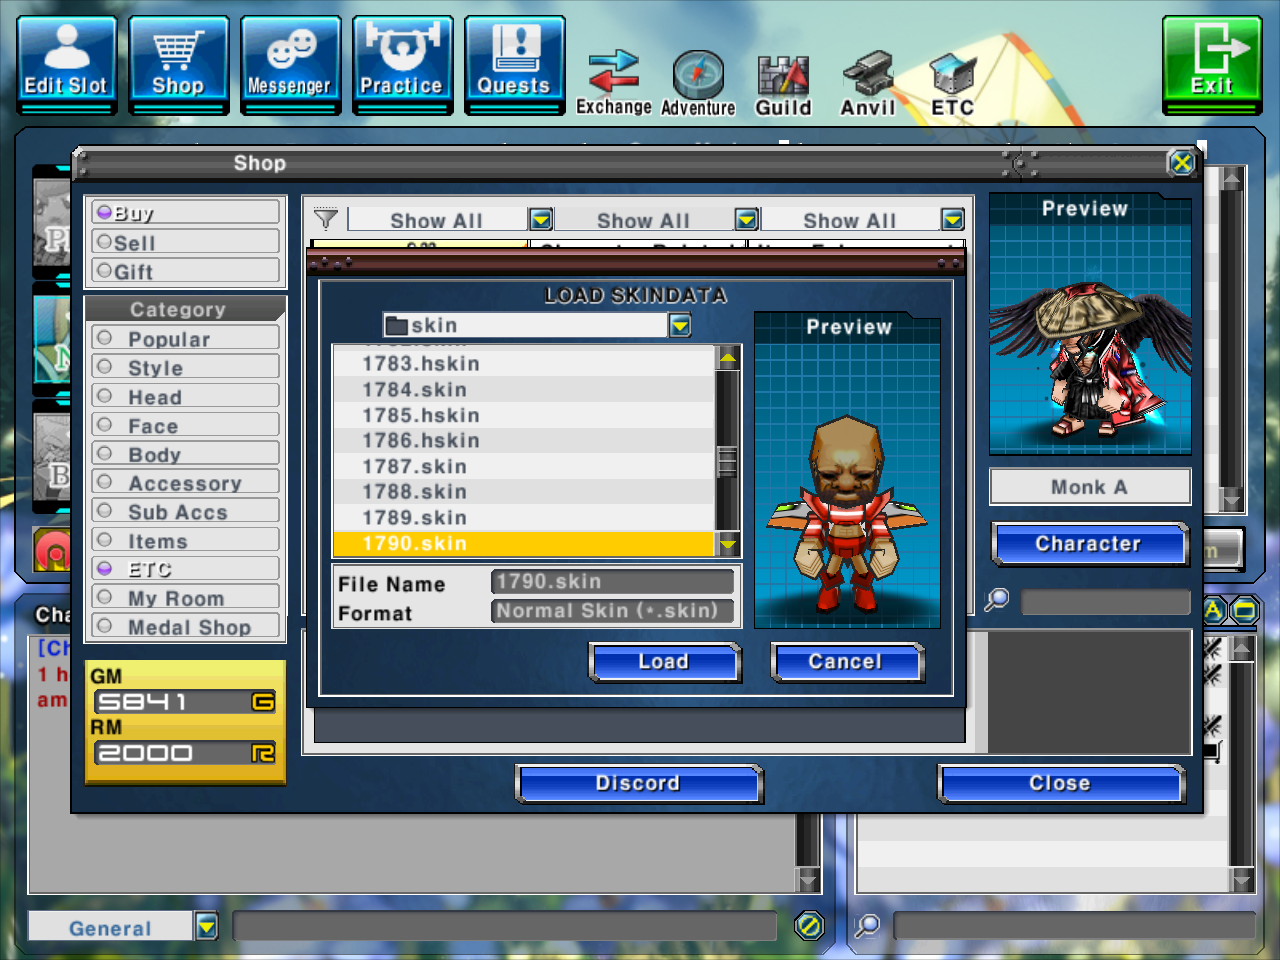 Edit Slot
Shop
Messenger
Practice
Quests
Exchange
Adventure
Guild
Anvil
ETC
Exit
Shop
Buy
Sell
Gift
Category
Popular
Style
Head
Face
Body
Accessory
Sub Accs
Items
ETC
My Room
Medal Shop
GM
5841 G
RM
2000 R
Show All
Show All
Show All
LOAD SKINDATA
skin
1783.hskin
1784.skin
1785.hskin
1786.hskin
1787.skin
1788.skin
1789.skin
1790.skin
File Name
1790.skin
Format
Normal Skin (*.skin)
Preview
Load
Cancel
Preview
Monk A
Character
Discord
Close
Cha
[Ch
1 h
am
General